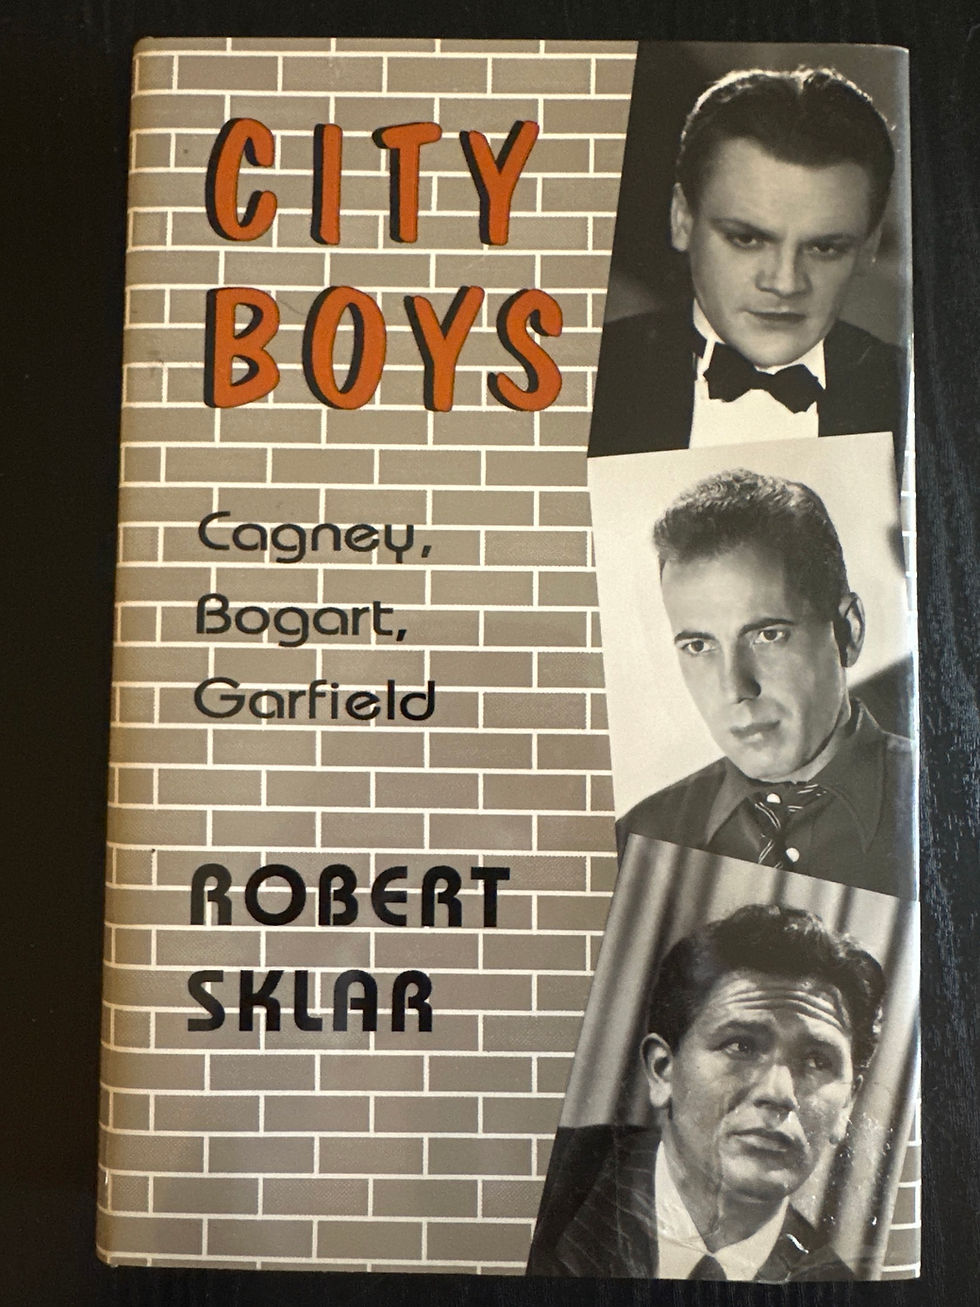 CITY
BOYS
Cagney,
Bogart,
Garfield
ROBERT
SKLAR